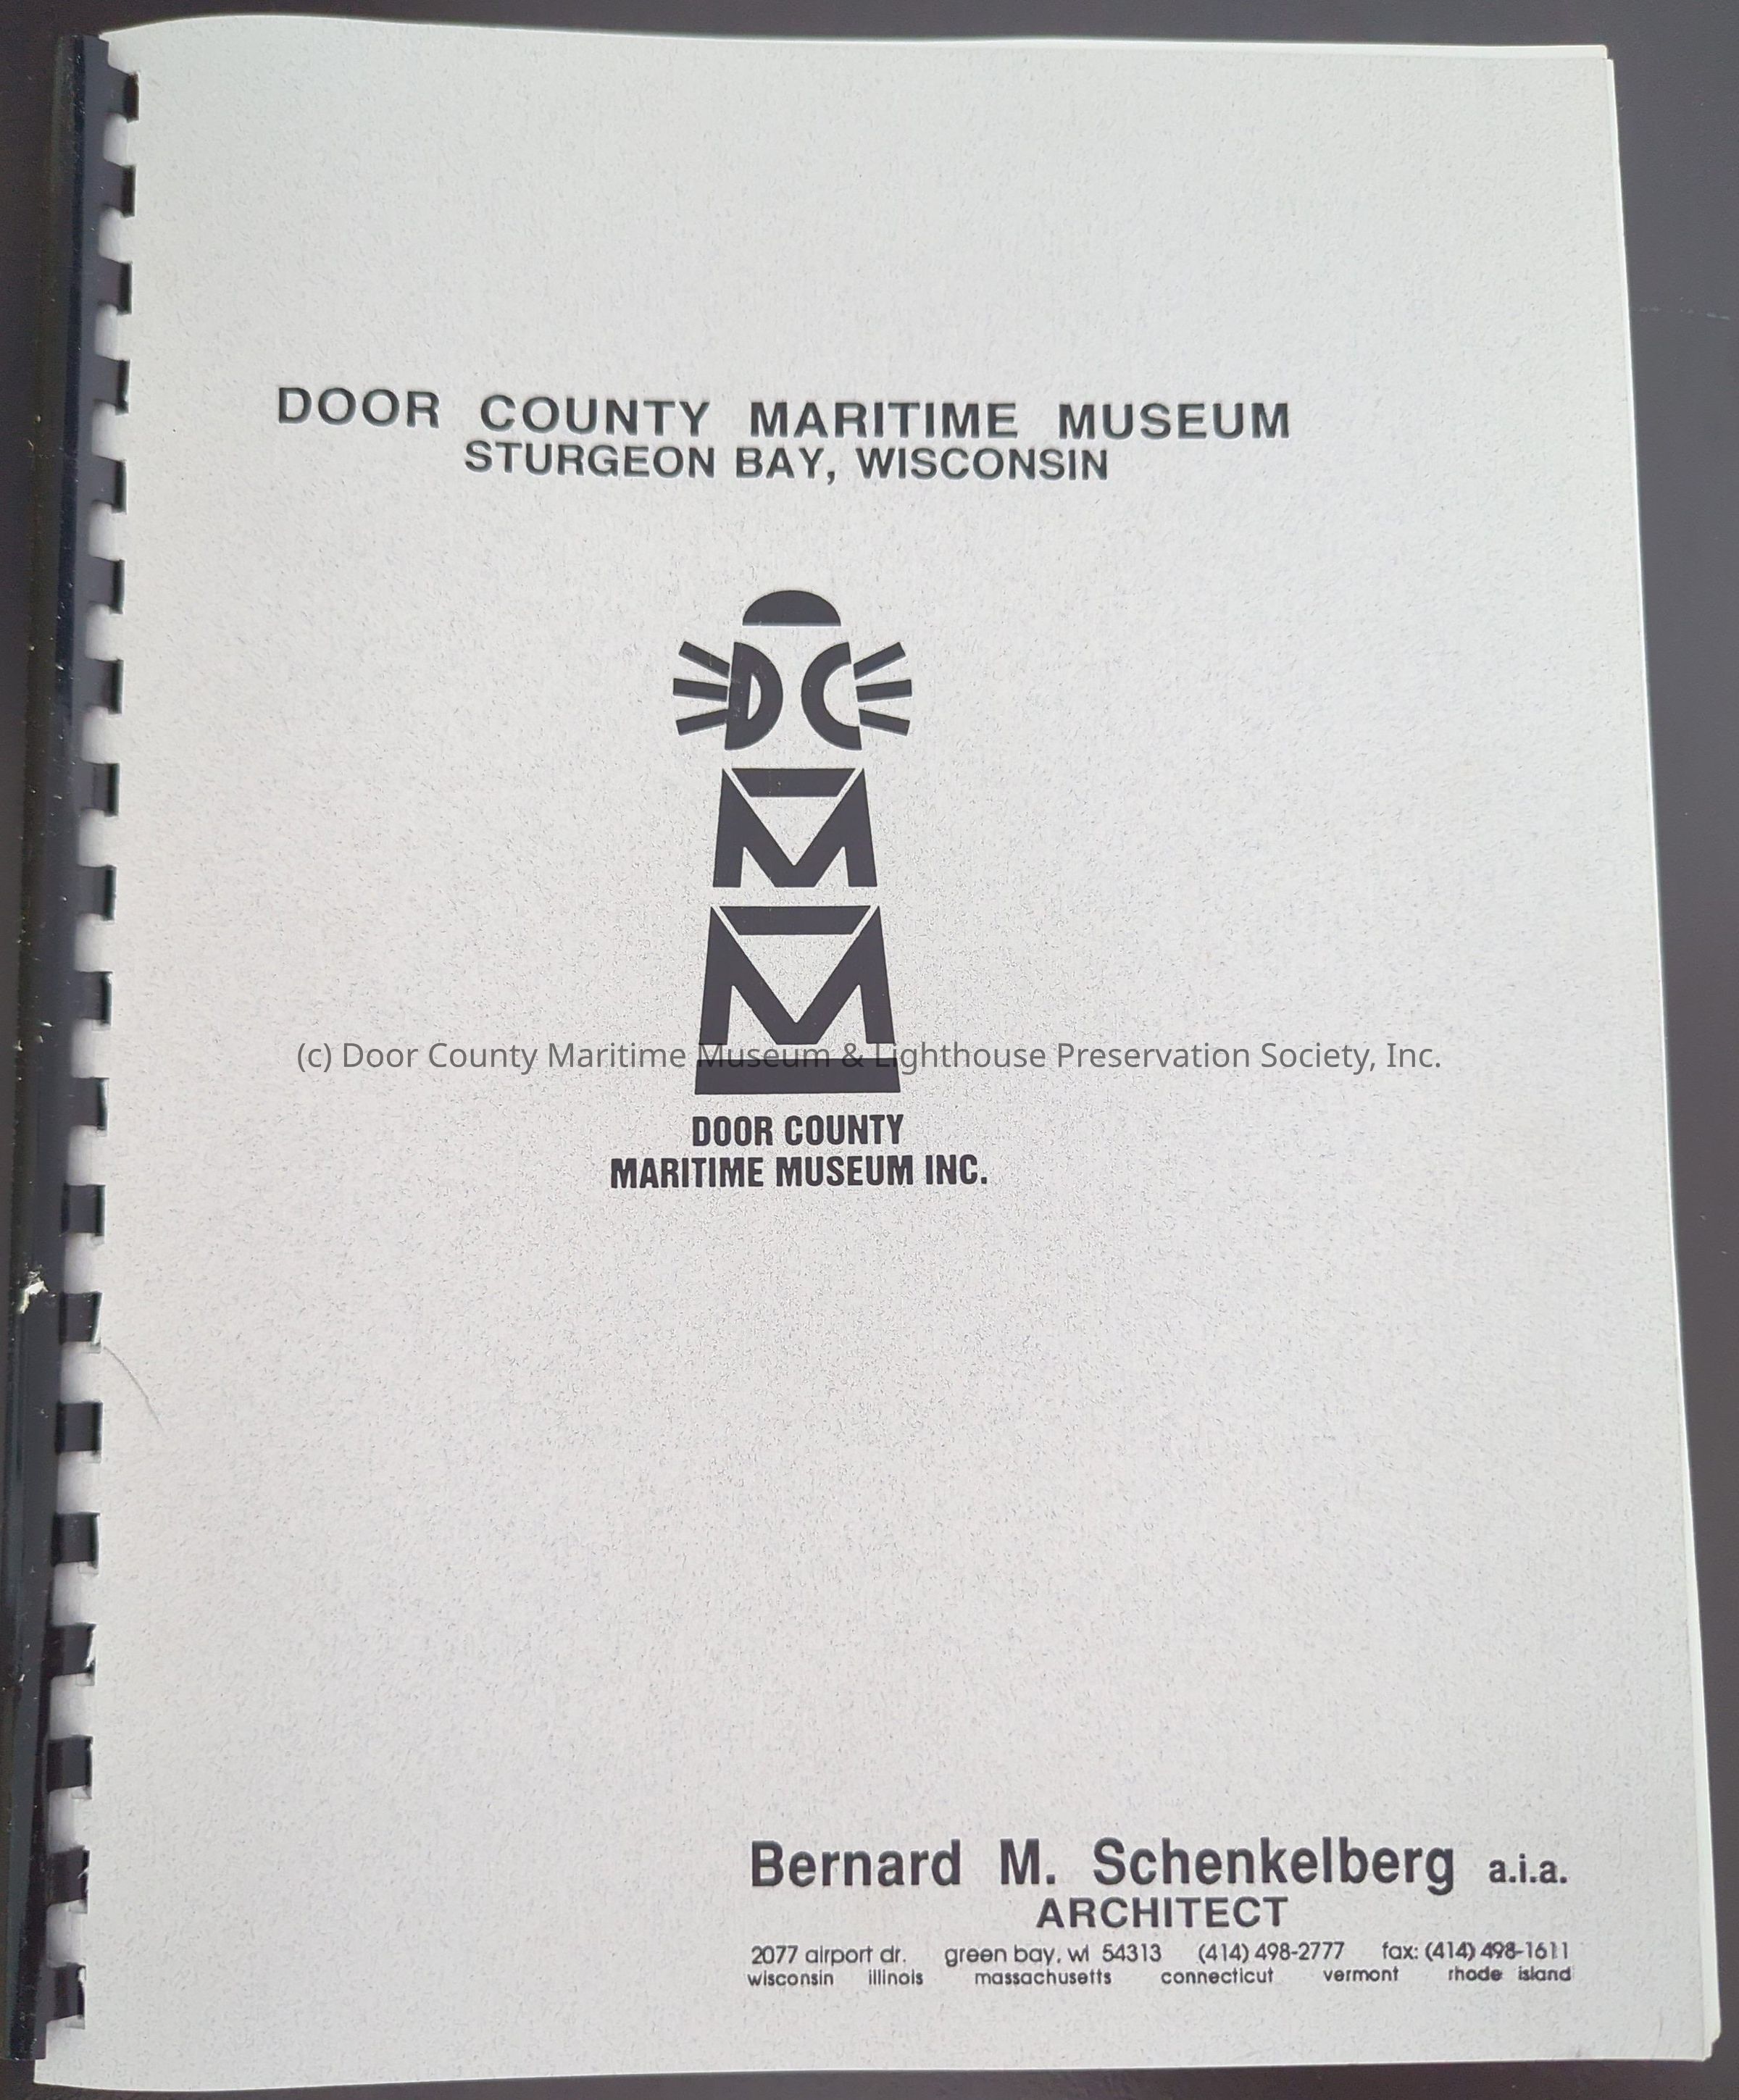 DOOR COUNTY MARITIME MUSEUM
STURGEON BAY, WISCONSIN
DC
M
M
(c) Door County Maritime Museum & Lighthouse Preservation Society, Inc.
DOOR COUNTY
MARITIME MUSEUM INC.
Bernard M. Schenkelberg a.i.a.
ARCHITECT
2077 airport dr. green bay, wi 54313 (414) 498-2777 fax: (414) 498-1611
wisconsin illinois massachusetts connecticut vermont rhode island